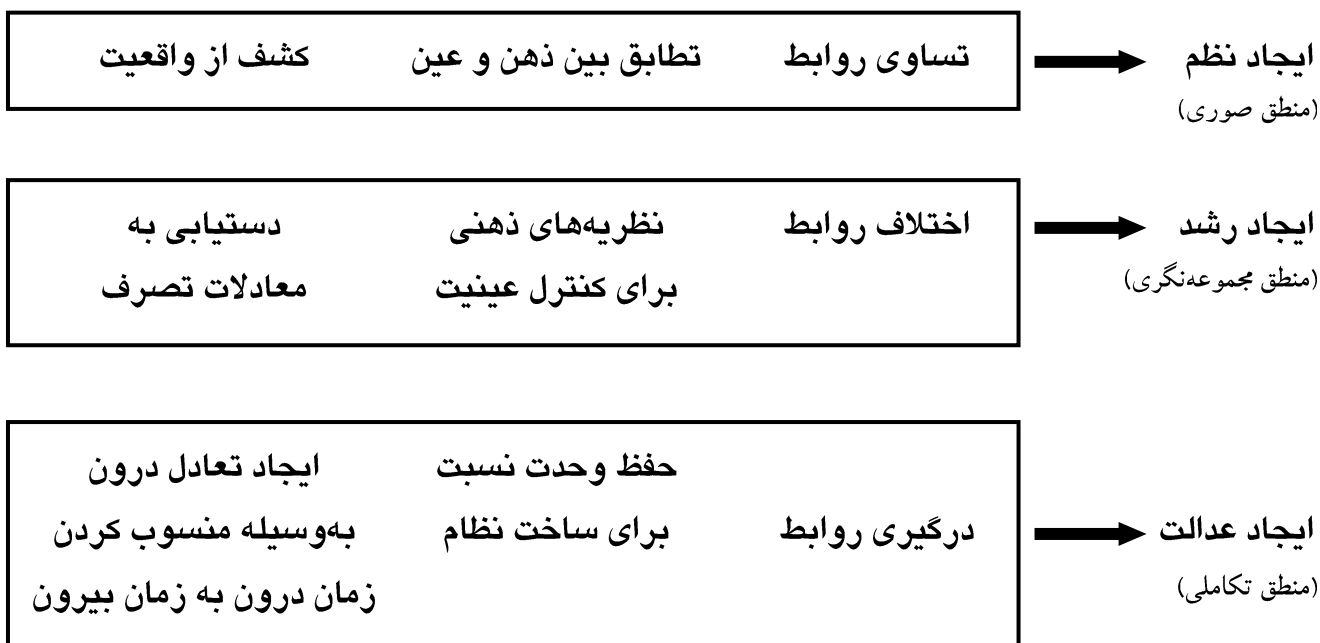 ایجاد نظم
(منطق صوری)
تساوی روابط
تطابق بین ذهن و عین
کشف از واقعیت
ایجاد رشد
(منطق مجموعه‌نگری)
اختلاف روابط
نظریه‌های ذهنی
برای کنترل عینیت
دستیابی به
معادلات تصرف
ایجاد عدالت
(منطق تکاملی)
درگیری روابط
حفظ وحدت نسبت
برای ساخت نظام
ایجاد تعادل درون
به‌وسیله منسوب کردن
زمان درون به زمان بیرون